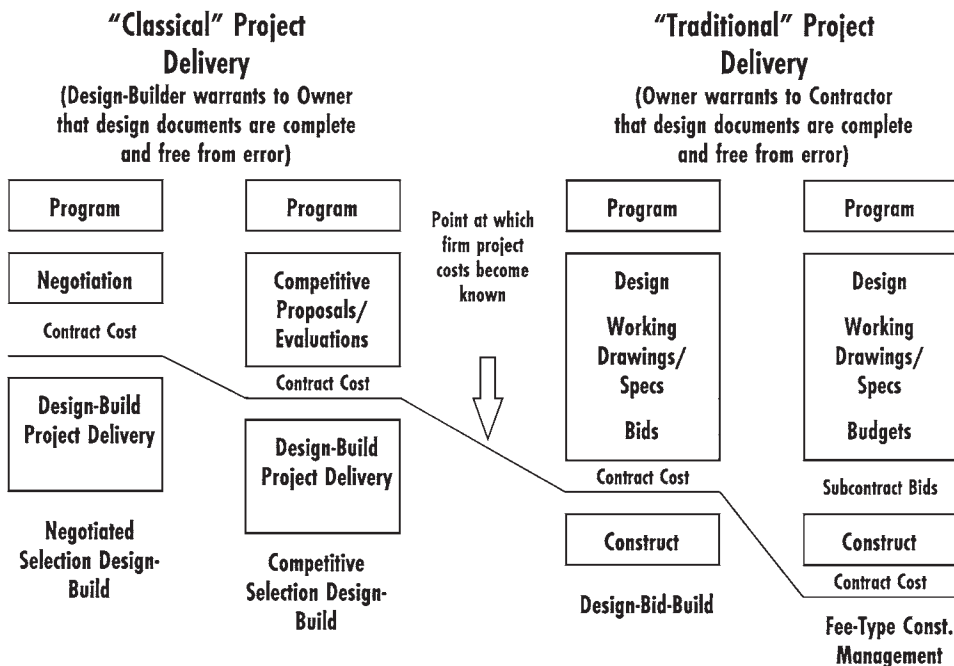 “Classical” Project
Delivery
(Design-Builder warrants to Owner
that design documents are complete
and free from error)
Program
Negotiation
Contract Cost
Design-Build
Project Delivery
Negotiated
Selection Design-
Build
Program
Competitive
Proposals/
Evaluations
Contract Cost
Design-Build
Project Delivery
Competitive
Selection Design-
Build
Point at which
firm project
costs become
known
“Traditional” Project
Delivery
(Owner warrants to Contractor
that design documents are complete
and free from error)
Program
Design
Working
Drawings/
Specs
Bids
Contract Cost
Construct
Design-Bid-Build
Program
Design
Working
Drawings/
Specs
Budgets
Subcontract Bids
Construct
Contract Cost
Fee-Type Const.
Management